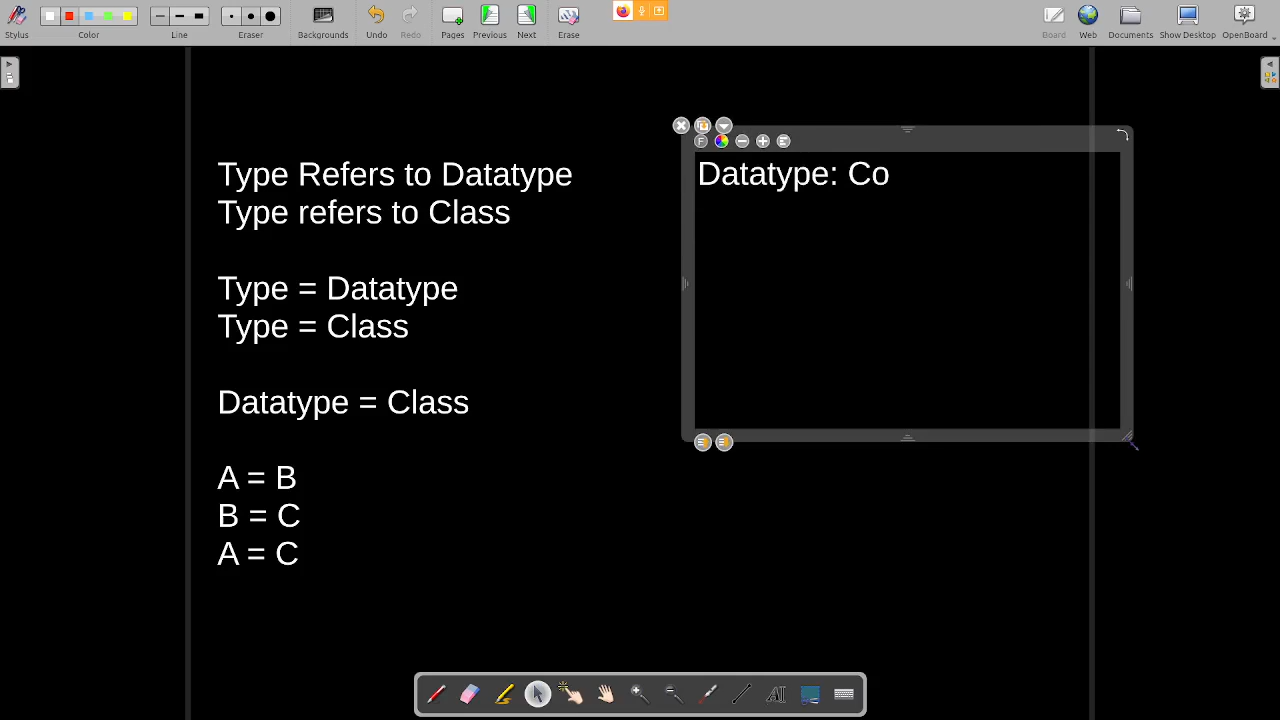 Stylus
Color
Line
Eraser
Backgrounds
Undo
Redo
Pages
Previous
Next
Erase
Board
Web
Documents
Show Desktop
OpenBoard
Type Refers to Datatype
Type refers to Class
Type = Datatype
Type = Class
Datatype = Class
A = B
B = C
A = C
F
Datatype: Co
AI